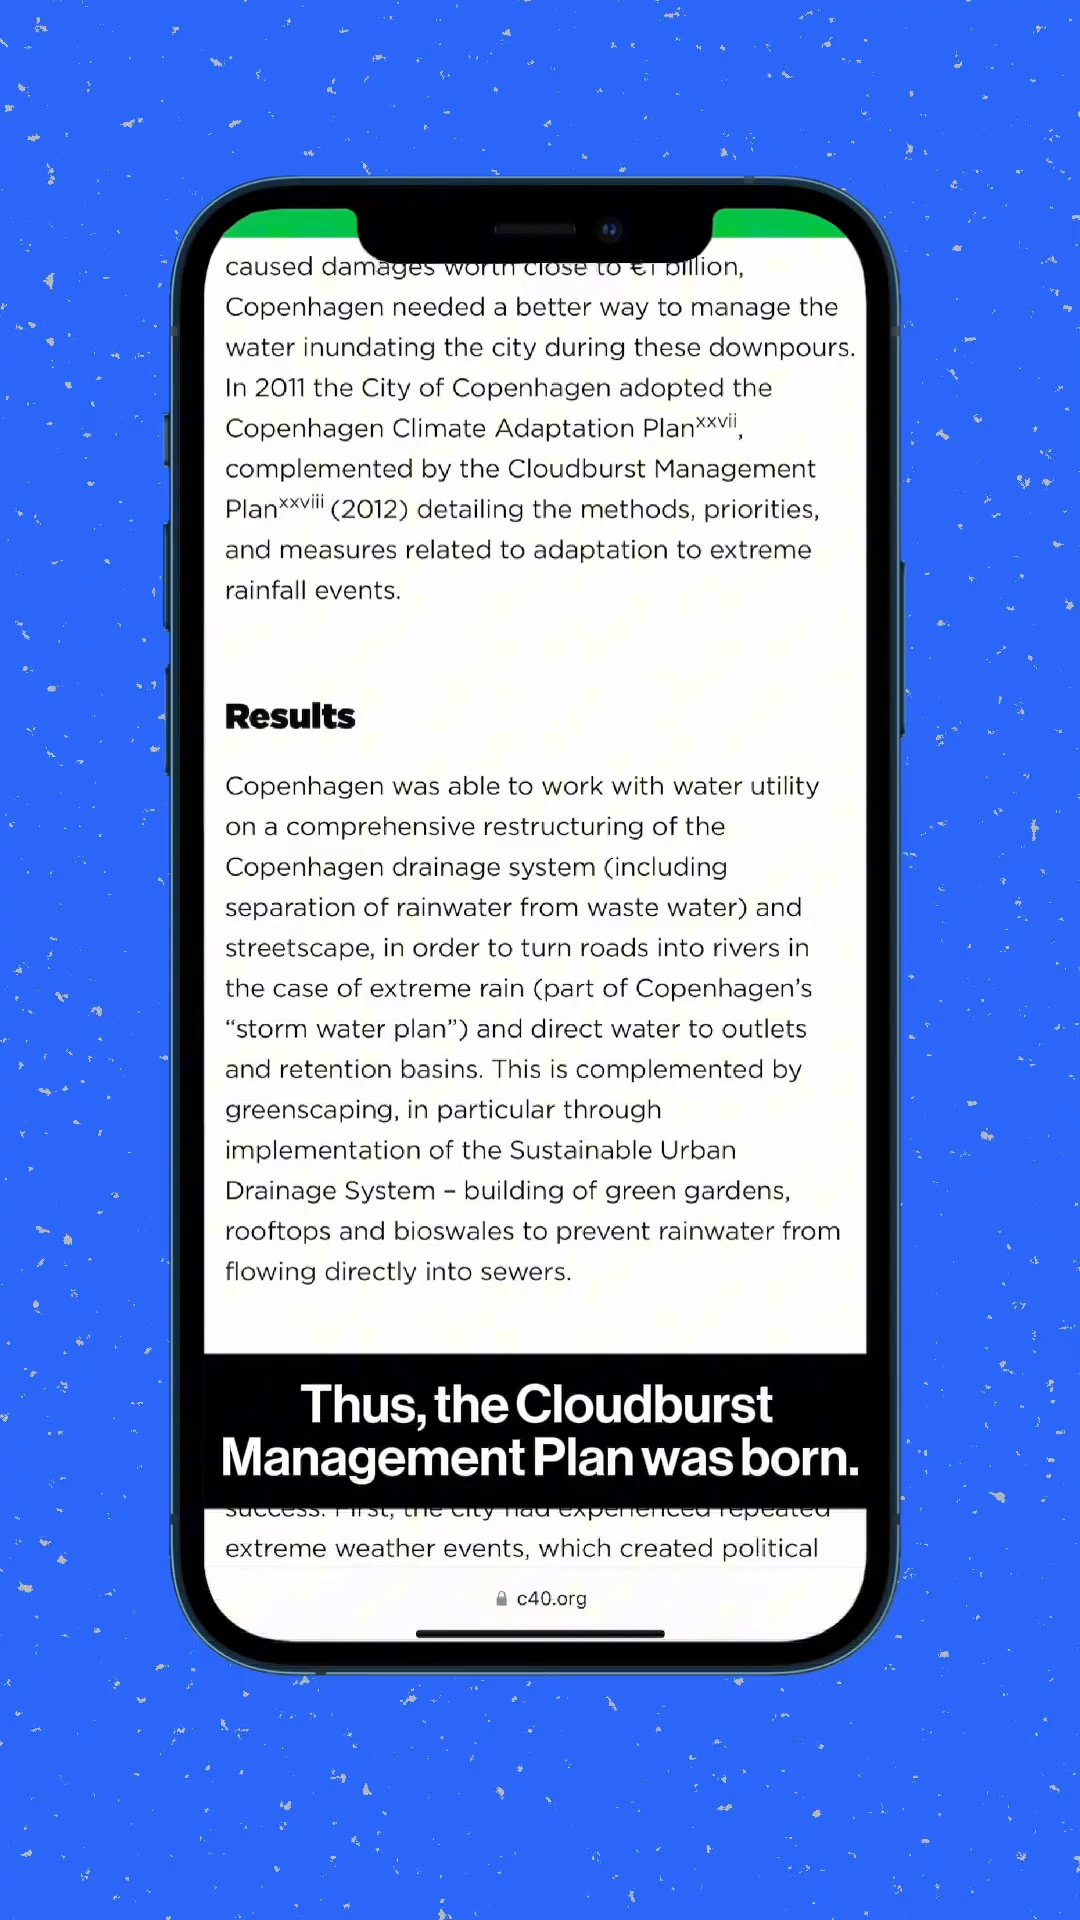 caused damages worth close to €1 billion,
Copenhagen needed a better way to manage the
water inundating the city during these downpours.
In 2011 the City of Copenhagen adopted the
Copenhagen Climate Adaptation Planxxvii,
complemented by the Cloudburst Management
Planxxviii (2012) detailing the methods, priorities,
and measures related to adaptation to extreme
rainfall events.
Results
Copenhagen was able to work with water utility
on a comprehensive restructuring of the
Copenhagen drainage system (including
separation of rainwater from waste water) and
streetscape, in order to turn roads into rivers in
the case of extreme rain (part of Copenhagen’s
“storm water plan”) and direct water to outlets
and retention basins. This is complemented by
greenscaping, in particular through
implementation of the Sustainable Urban
Drainage System – building of green gardens,
rooftops and bioswales to prevent rainwater from
flowing directly into sewers.
Thus, the Cloudburst
Management Plan was born.
success. First, the city had experienced repeated
extreme weather events, which created political
c40.org